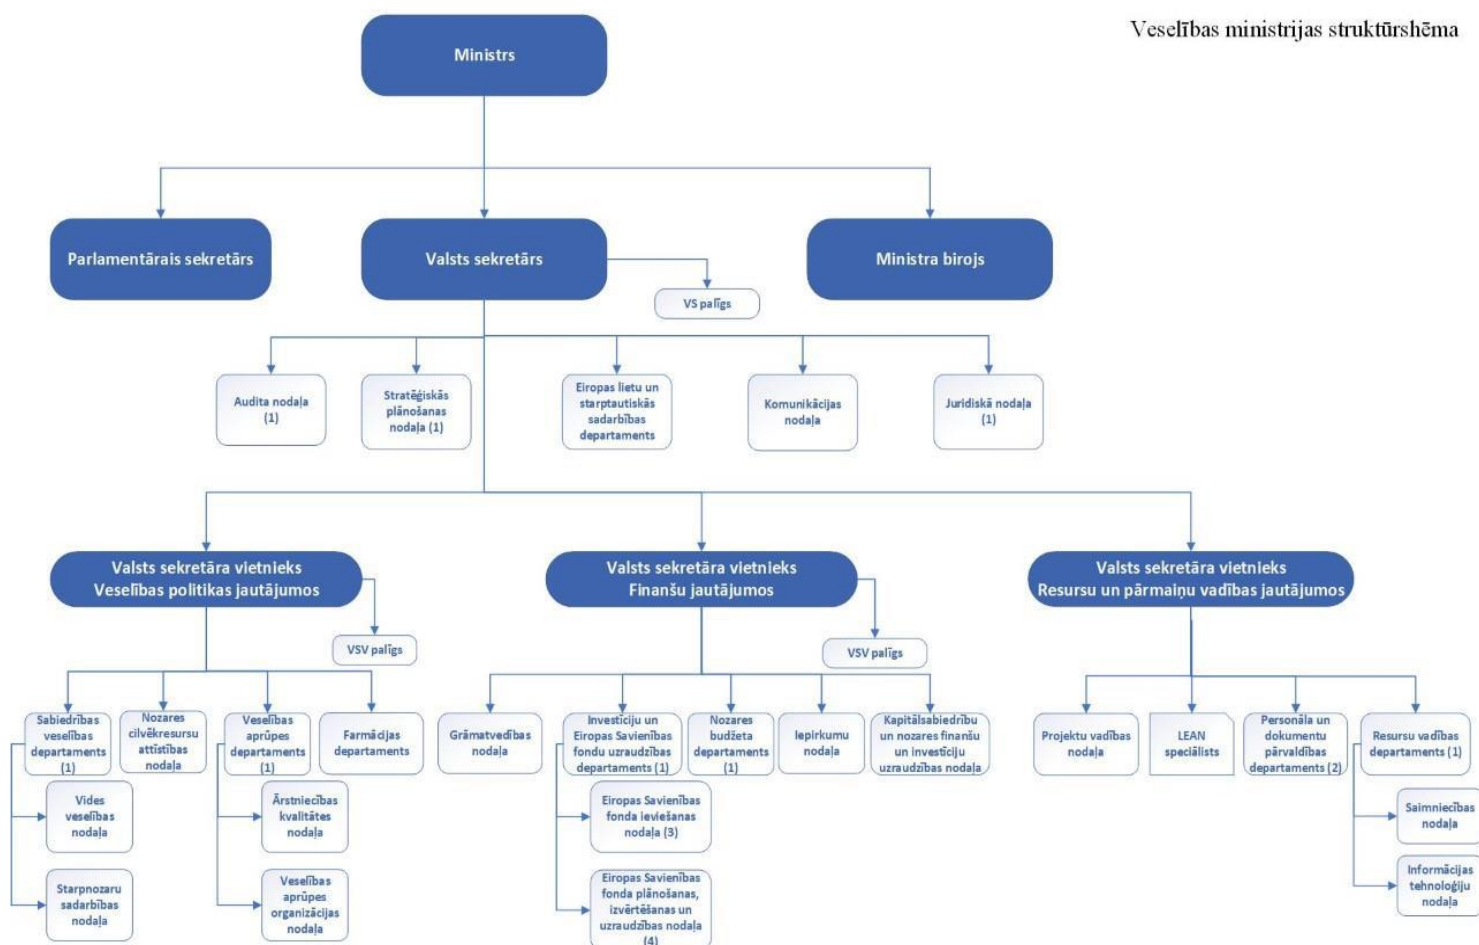 Veselības ministrijas struktūrshēma
Ministrs
Parlamentārais sekretārs
Valsts sekretārs
Ministra birojs
VS palīgs
Audita nodaļa
(1)
Stratēģiskās
plānošanas
nodaļa (1)
Eiropas lietu un
starptautiskās
sadarbības
departaments
Komunikācijas
nodaļa
Juridiskā nodaļa
(1)
Valsts sekretāra vietnieks
Veselības politikas jautājumos
Valsts sekretāra vietnieks
Finanšu jautājumos
Valsts sekretāra vietnieks
Resursu un pārmaiņu vadības jautājumos
VSV palīgs
VSV palīgs
Sabiedrības
veselības
departaments
(1)
Nozares
cilvēkresursu
attīstības
nodaļa
Veselības
aprūpes
departaments
(1)
Farmācijas
departaments
Grāmatvedības
nodaļa
Investīciju un
Eiropas Savienības
fondu uzraudzības
departaments (1)
Nozares
budžeta
departaments
(1)
Iepirkumu
nodaļa
Kapitālsabiedrību
un nozares finanšu
un investīciju
uzraudzības nodaļa
Projektu vadības
nodaļa
LEAN
speciālists
Personāla un
dokumentu
pārvaldības
departaments (2)
Resursu vadības
departaments (1)
Vides
veselības
nodaļa
Ārstniecības
kvalitātes
nodaļa
Eiropas Savienības
fonda ieviešanas
nodaļa (3)
Saimniecības
nodaļa
Starpnozaru
sadarbības
nodaļa
Veselības
aprūpes
organizācijas
nodaļa
Eiropas Savienības
fonda plānošanas,
izvērtēšanas un
uzraudzības nodaļa
(4)
Informācijas
tehnoloģiju
nodaļa